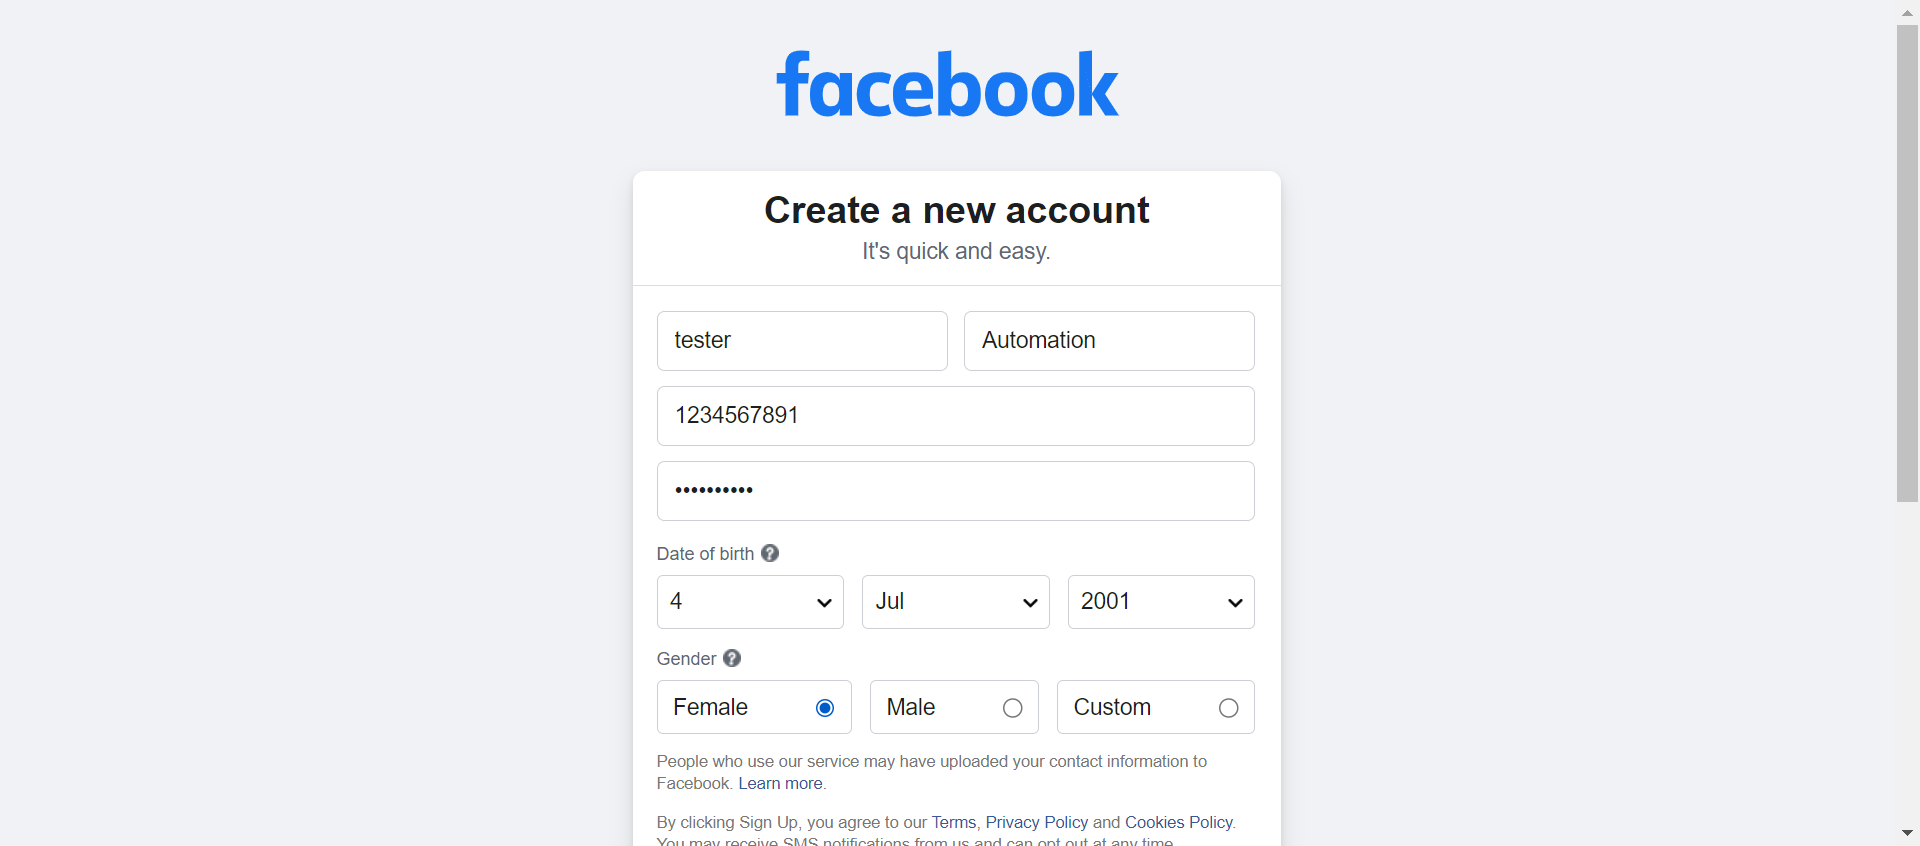 facebook
Create a new account
It's quick and easy.
tester Automation
1234567891
••••••••••
Date of birth
4 Jul 2001
Gender
Female Male Custom
People who use our service may have uploaded your contact information to
Facebook. Learn more.
By clicking Sign Up, you agree to our Terms, Privacy Policy and Cookies Policy.
You may receive SMS notifications from us and can opt out at any time.